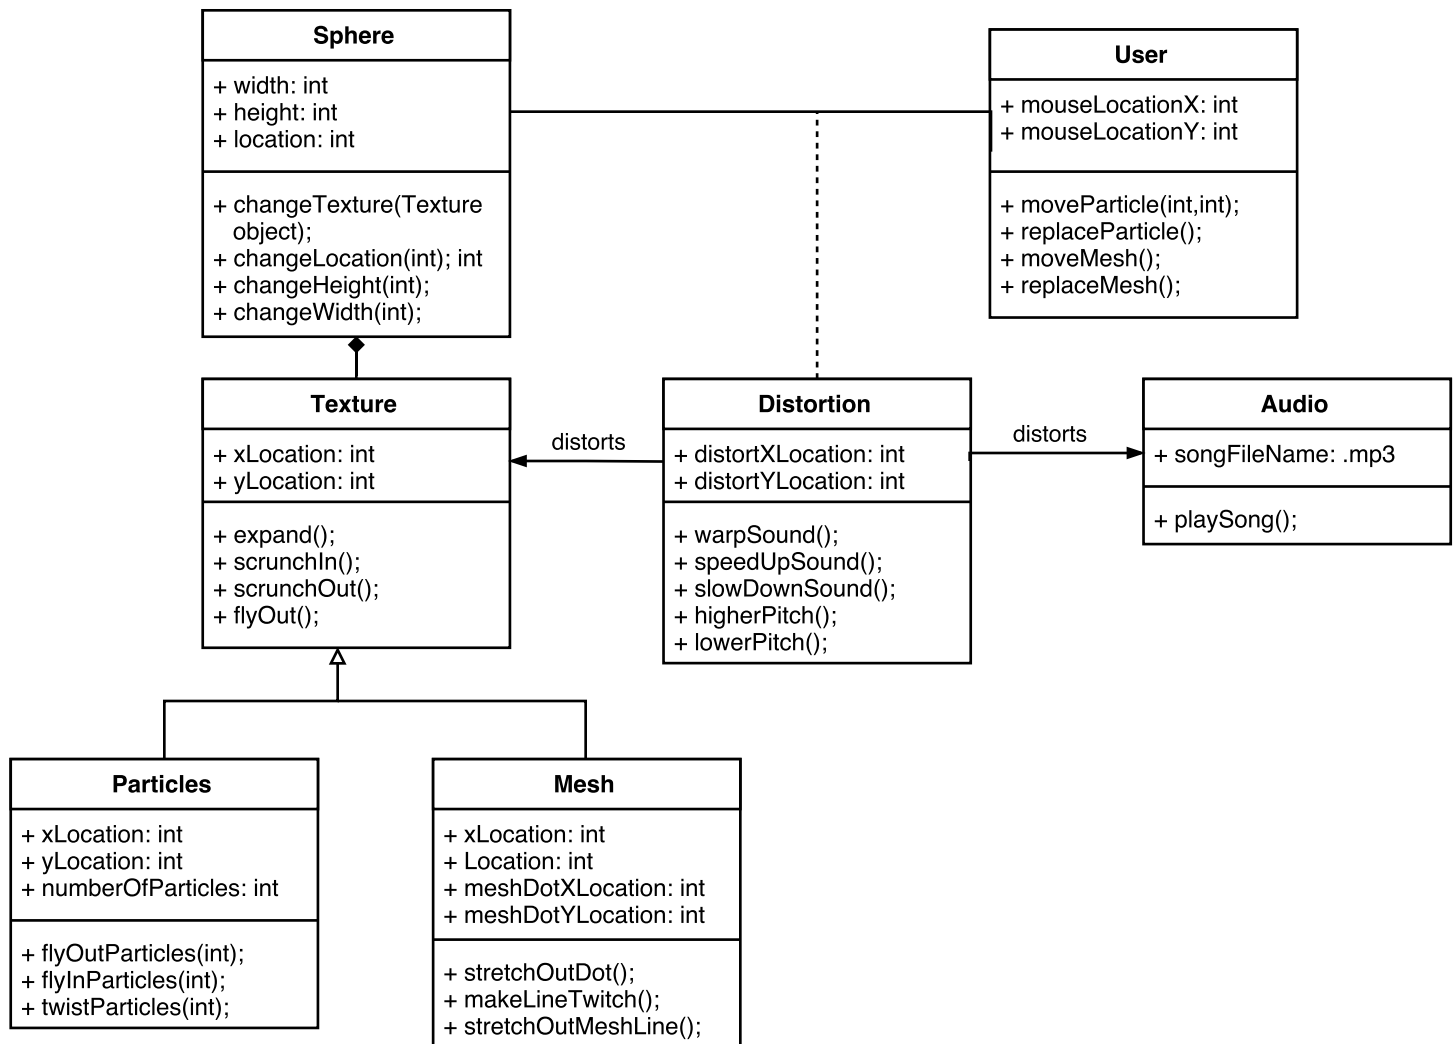 Sphere
+ width: int
+ height: int
+ location: int
+ changeTexture(Texture
object);
+ changeLocation(int); int
+ changeHeight(int);
+ changeWidth(int);
User
+ mouseLocationX: int
+ mouseLocationY: int
+ moveParticle(int,int);
+ replaceParticle();
+ moveMesh();
+ replaceMesh();
Texture
+ xLocation: int
+ yLocation: int
+ expand();
+ scrunchIn();
+ scrunchOut();
+ flyOut();
distorts
Distortion
+ distortXLocation: int
+ distortYLocation: int
+ warpSound();
+ speedUpSound();
+ slowDownSound();
+ higherPitch();
+ lowerPitch();
distorts
Audio
+ songFileName: .mp3
+ playSong();
Particles
+ xLocation: int
+ yLocation: int
+ numberOfParticles: int
+ flyOutParticles(int);
+ flyInParticles(int);
+ twistParticles(int);
Mesh
+ xLocation: int
+ Location: int
+ meshDotXLocation: int
+ meshDotYLocation: int
+ stretchOutDot();
+ makeLineTwitch();
+ stretchOutMeshLine();